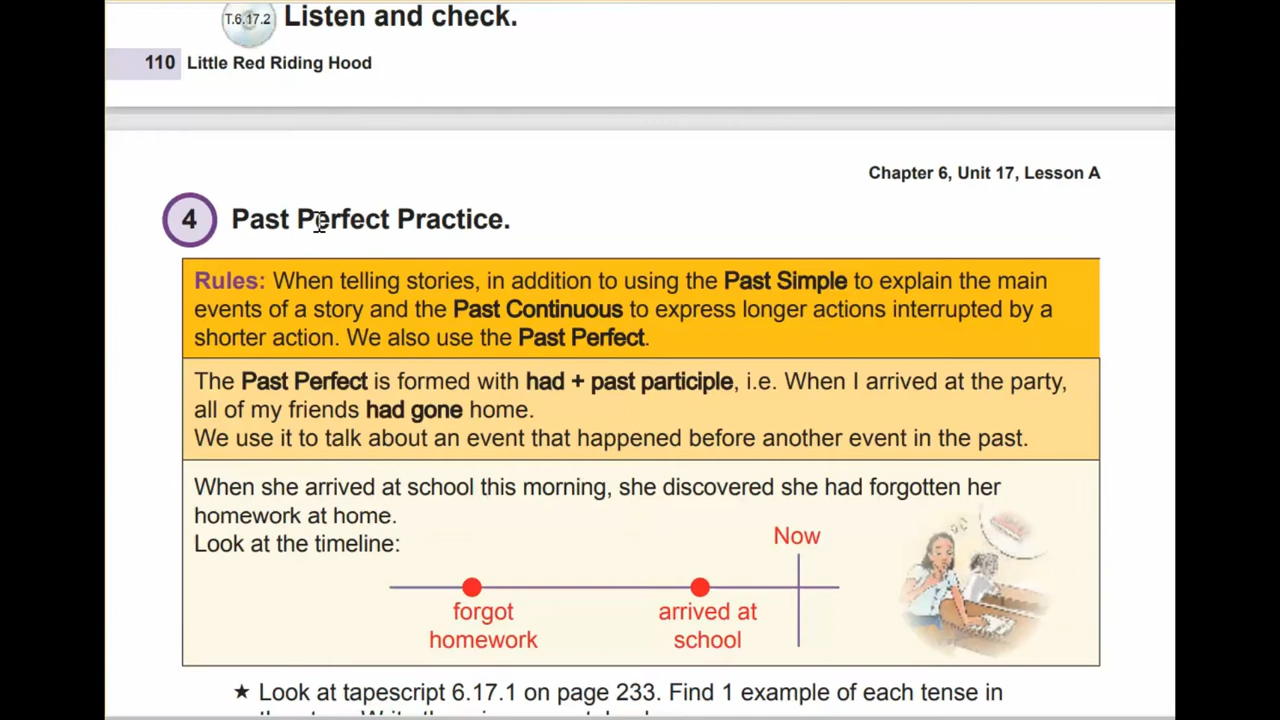 T.6.17.2 Listen and check.
110 Little Red Riding Hood
Chapter 6, Unit 17, Lesson A
4 Past Perfect Practice.
Rules: When telling stories, in addition to using the Past Simple to explain the main
events of a story and the Past Continuous to express longer actions interrupted by a
shorter action. We also use the Past Perfect.
The Past Perfect is formed with had + past participle, i.e. When I arrived at the party,
all of my friends had gone home.
We use it to talk about an event that happened before another event in the past.
When she arrived at school this morning, she discovered she had forgotten her
homework at home.
Look at the timeline:
Now
forgot
homework
arrived at
school
★ Look at tapescript 6.17.1 on page 233. Find 1 example of each tense in